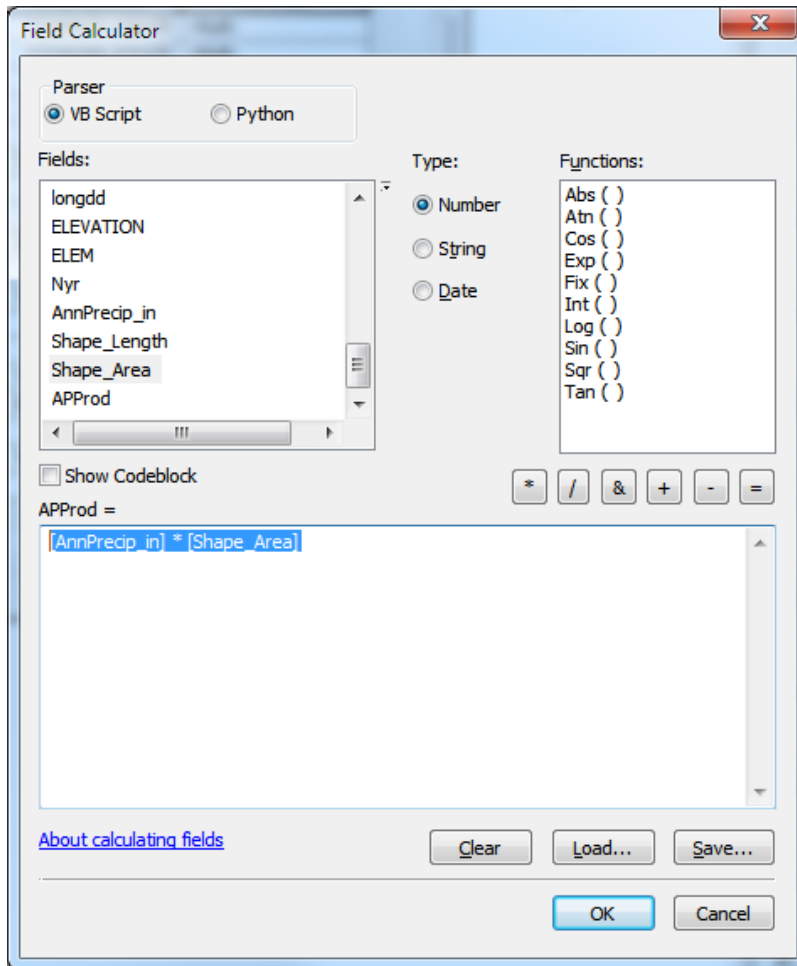 Field Calculator
Parser
VB Script Python
Fields: Type: Functions:
longdd
ELEVATION
ELEM
Nyr
AnnPrecip_in
Shape_Length
Shape_Area
APProd
Number
String
Date
Abs ( )
Atn ( )
Cos ( )
Exp ( )
Fix ( )
Int ( )
Log ( )
Sin ( )
Sqr ( )
Tan ( )
Show Codeblock
* / & + - =
APProd =
[AnnPrecip_in] * [Shape_Area]
About calculating fields Clear Load... Save...
OK Cancel